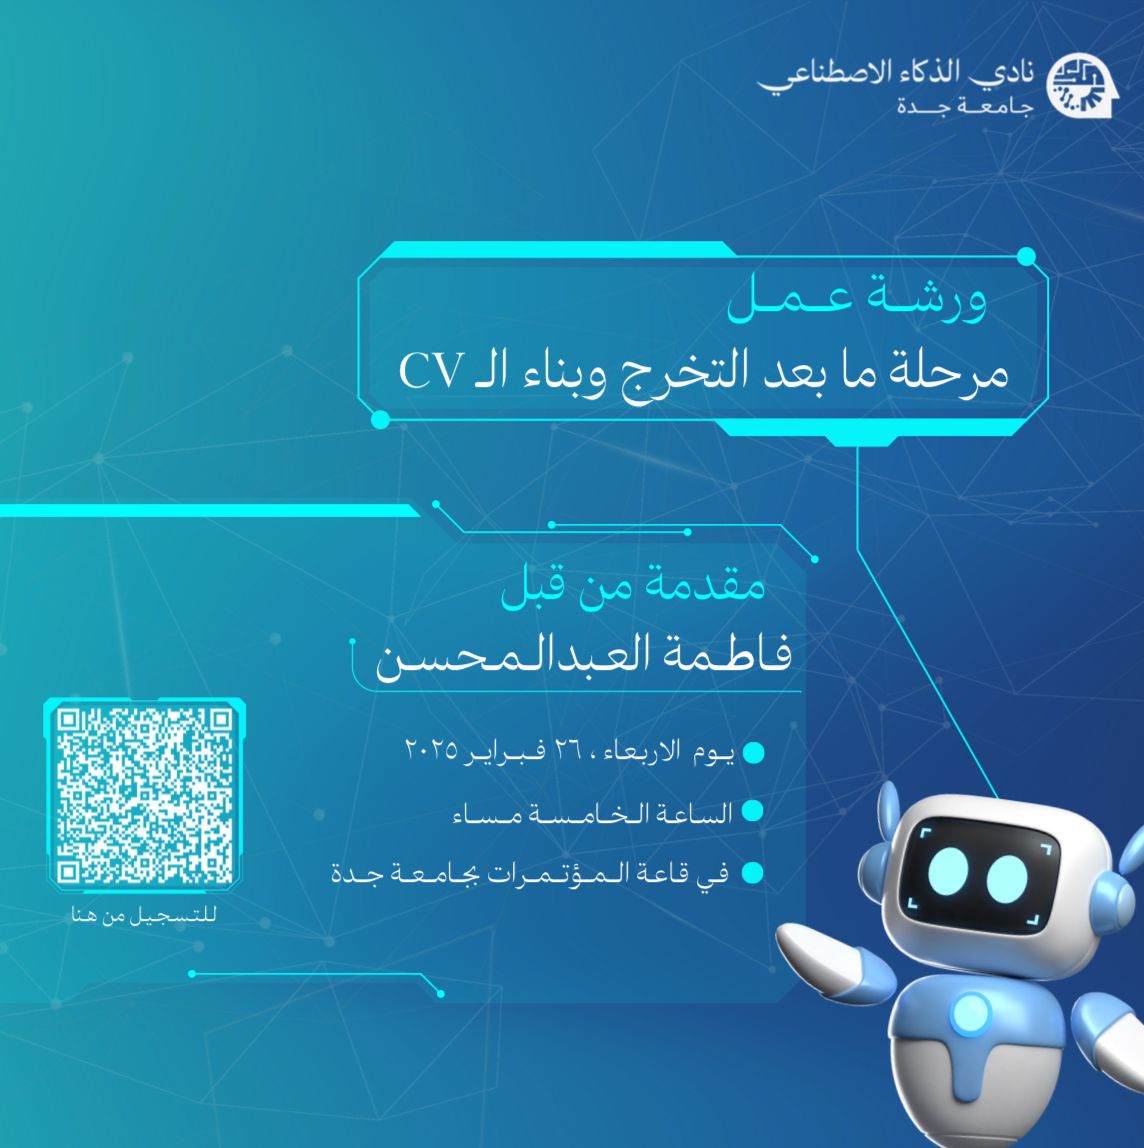 نادي الذكاء الاصطناعي
جامعة جدة
ورشة عمل
مرحلة ما بعد التخرج وبناء الـ CV
مقدمة من قبل
فاطمة العبدالمحسن
يوم الاربعاء، ٢٦ فبراير ٢٠٢٥
الساعة الخامسة مساء
في قاعة المؤتمرات بجامعة جدة
للتسجيل من هنا